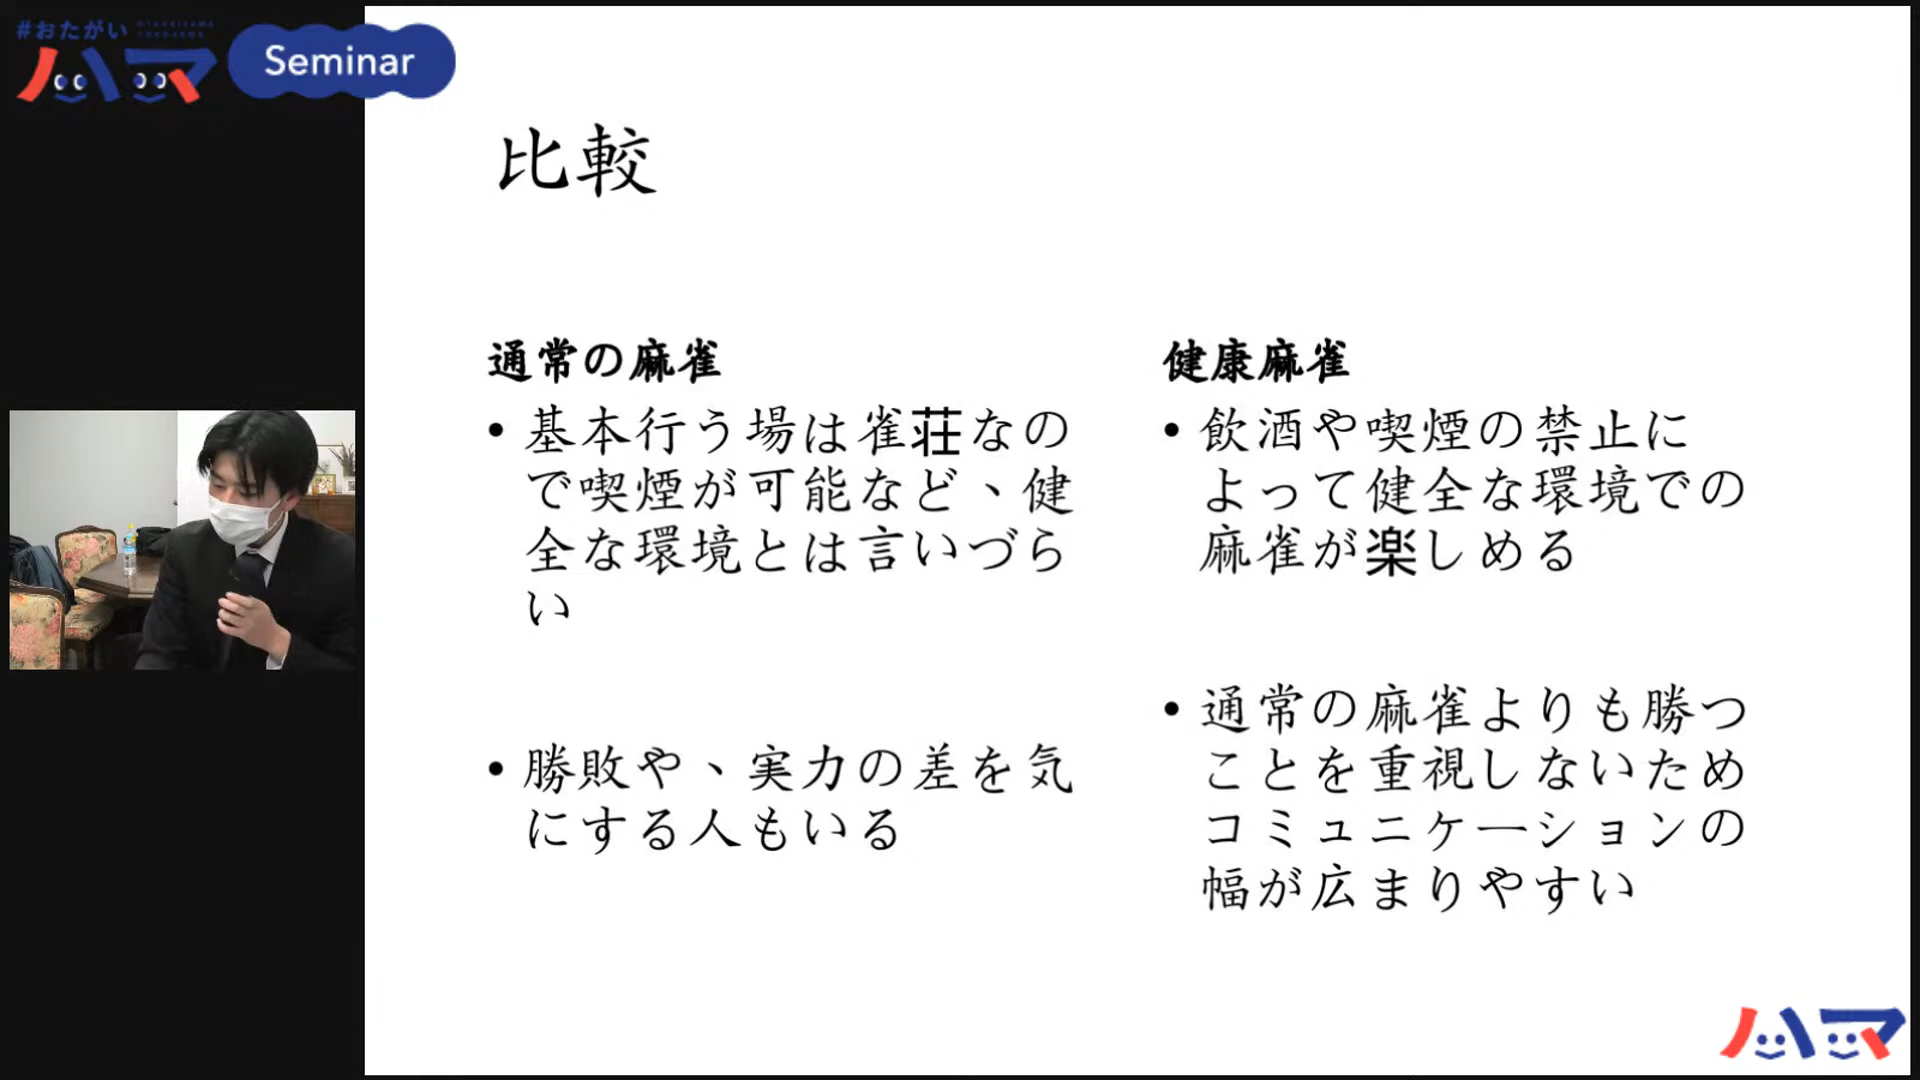 #おたがい
ハマ
Seminar
比較
通常の麻雀
• 基本行う場は雀荘なの
で喫煙が可能など、健
全な環境とは言いづら
い
• 勝敗や、実力の差を気
にする人もいる
健康麻雀
• 飲酒や喫煙の禁止に
よって健全な環境での
麻雀が楽しめる
• 通常の麻雀よりも勝つ
ことを重視しないため
コミュニケーションの
幅が広まりやすい
ハマ